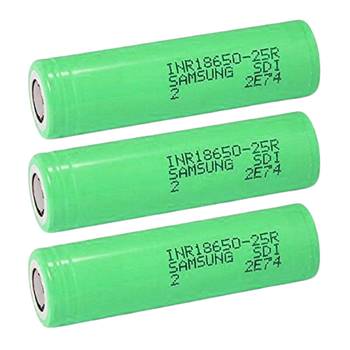 INR18650-25R
SAMSUNG SDI
2 2E74
INR18650-25R
SAMSUNG SDI
2 2E74
INR18650-25R
SAMSUNG SDI
2 2E74